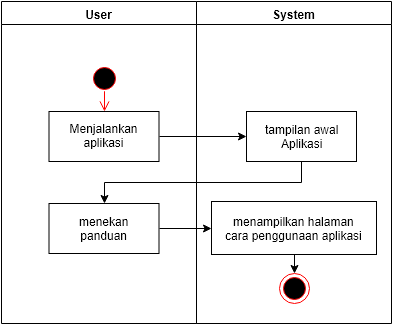 User
System
Menjalankan
aplikasi
tampilan awal
Aplikasi
menekan
panduan
menampilkan halaman
cara penggunaan aplikasi